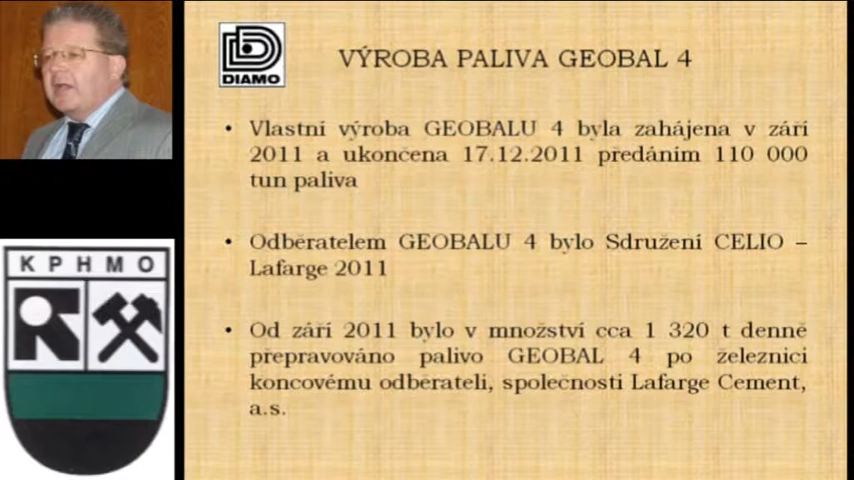 DIAMO
VÝROBA PALIVA GEOBAL 4
• Vlastní výroba GEOBALU 4 byla zahájena v září
2011 a ukončena 17.12.2011 předáním 110 000
tun paliva
• Odběratelem GEOBALU 4 bylo Sdružení CELIO –
Lafarge 2011
• Od září 2011 bylo v množství cca 1 320 t denně
přepravováno palivo GEOBAL 4 po železnici
koncovému odběrateli, společnosti Lafarge Cement,
a.s.
KPHMO